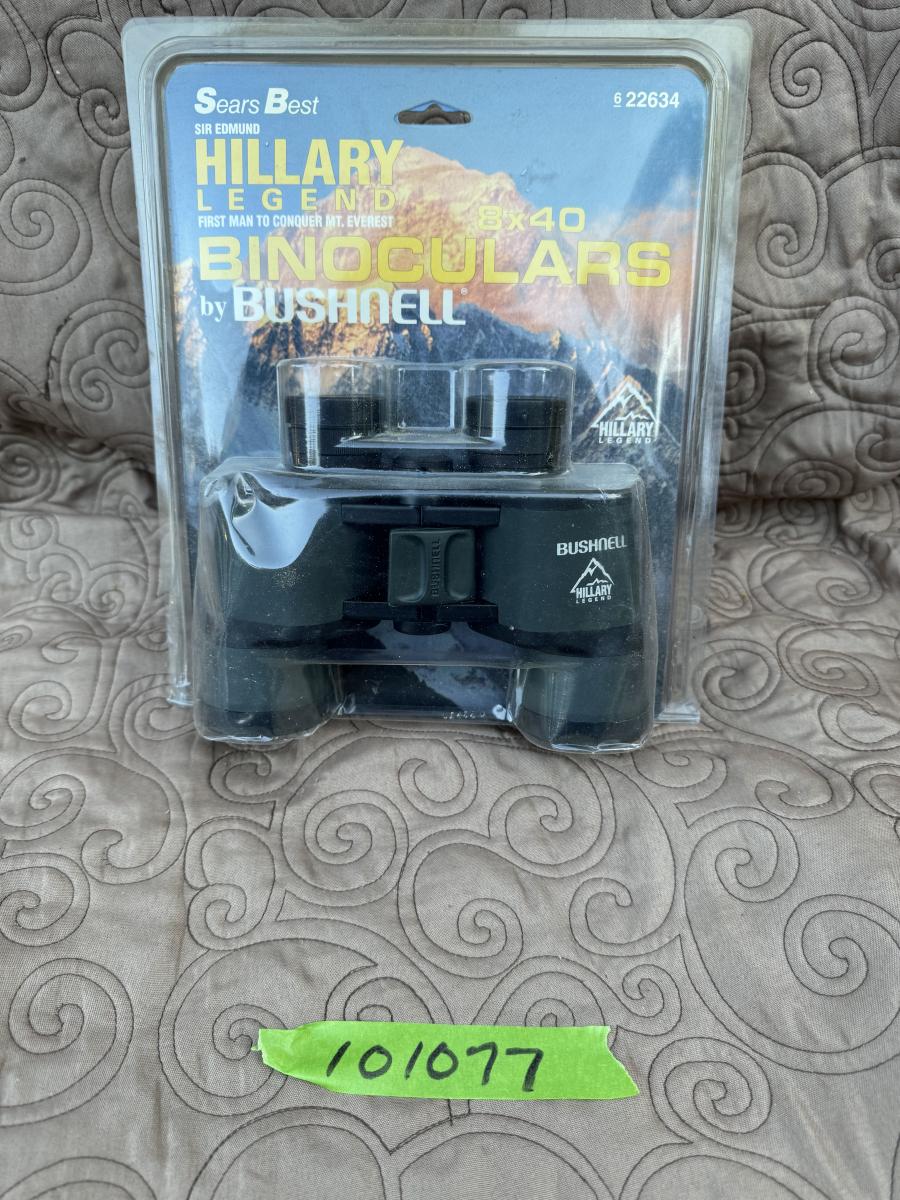 Sears Best
6 22634
SIR EDMUND
HILLARY
LEGEND
FIRST MAN TO CONQUER MT. EVEREST
8x40
BINOCULARS
by BUSHNELL®
HILLARY
LEGEND
BUSHNELL
BUSHNELL
HILLARY
LEGEND
101077